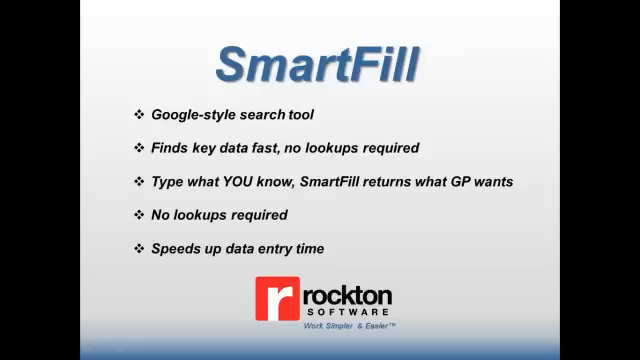 SmartFill
❖ Google-style search tool
❖ Finds key data fast, no lookups required
❖ Type what YOU know, SmartFill returns what GP wants
❖ No lookups required
❖ Speeds up data entry time
r rockton
SOFTWARE
Work Simpler & Easier™